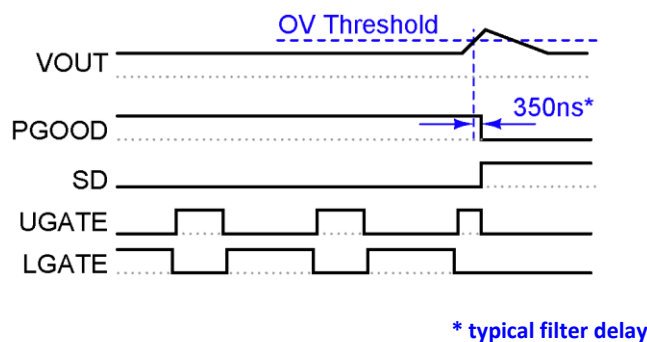 OV Threshold
VOUT
350ns*
PGOOD
SD
UGATE
LGATE
* typical filter delay